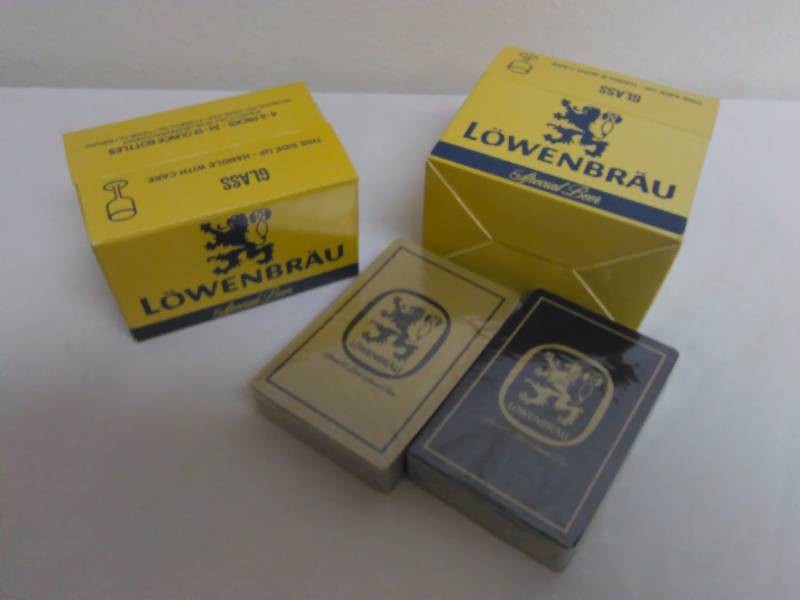 4-6 PACKS - 24-12 OUNCE BOTTLES
THIS SIDE UP - HANDLE WITH CARE
GLASS
LÖWENBRÄU
Special Beer
THIS SIDE UP - HANDLE WITH CARE
GLASS
LÖWENBRÄU
Special Beer
LÖWENBRÄU
LÖWENBRÄU